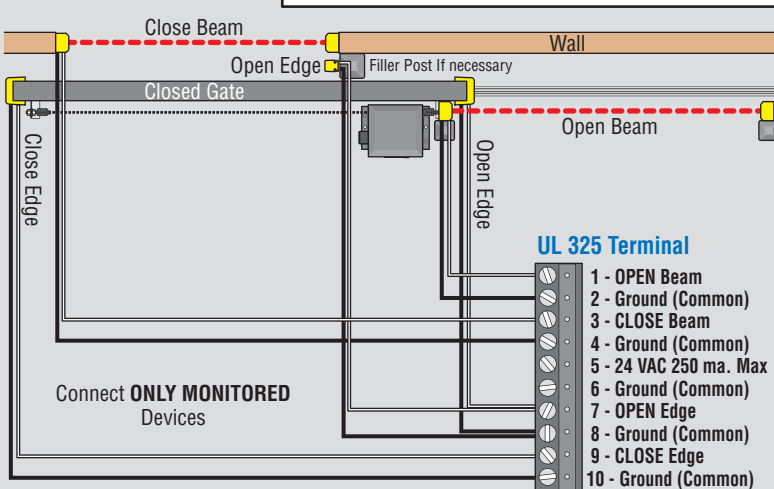 Close Beam
Wall
Open Edge
Filler Post If necessary
Closed Gate
Open Beam
Close Edge
Open Edge
UL 325 Terminal
1 - OPEN Beam
2 - Ground (Common)
3 - CLOSE Beam
4 - Ground (Common)
5 - 24 VAC 250 ma. Max
6 - Ground (Common)
7 - OPEN Edge
8 - Ground (Common)
9 - CLOSE Edge
10 - Ground (Common)
Connect ONLY MONITORED
Devices